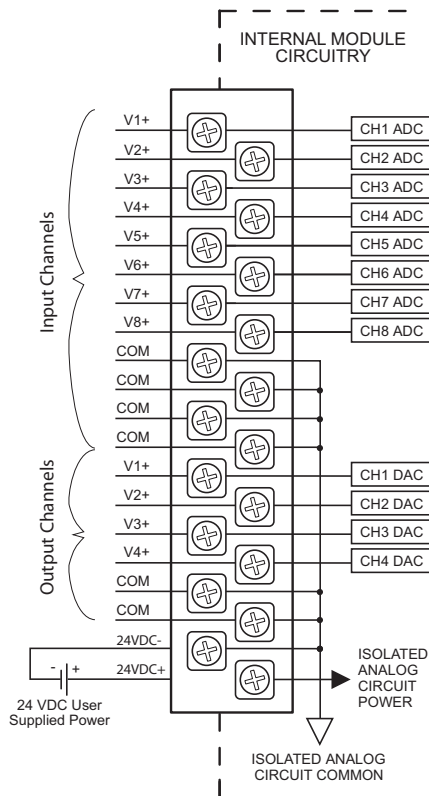 INTERNAL MODULE
CIRCUITRY
Input Channels
V1+
CH1 ADC
V2+
CH2 ADC
V3+
CH3 ADC
V4+
CH4 ADC
V5+
CH5 ADC
V6+
CH6 ADC
V7+
CH7 ADC
V8+
CH8 ADC
COM
COM
COM
COM
Output Channels
V1+
CH1 DAC
V2+
CH2 DAC
V3+
CH3 DAC
V4+
CH4 DAC
COM
COM
24VDC-
24VDC+
- +
24 VDC User
Supplied Power
ISOLATED
ANALOG
CIRCUIT
POWER
ISOLATED ANALOG
CIRCUIT COMMON